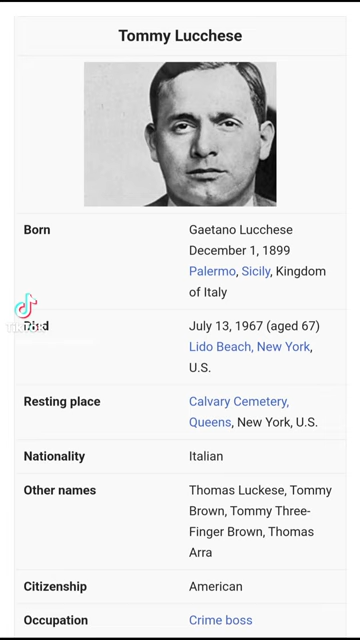 Tommy Lucchese
Born
Gaetano Lucchese
December 1, 1899
Palermo, Sicily, Kingdom
of Italy
Died
July 13, 1967 (aged 67)
Lido Beach, New York,
U.S.
Resting place
Calvary Cemetery,
Queens, New York, U.S.
Nationality
Italian
Other names
Thomas Luckese, Tommy
Brown, Tommy Three-
Finger Brown, Thomas
Arra
Citizenship
American
Occupation
Crime boss
TikTok